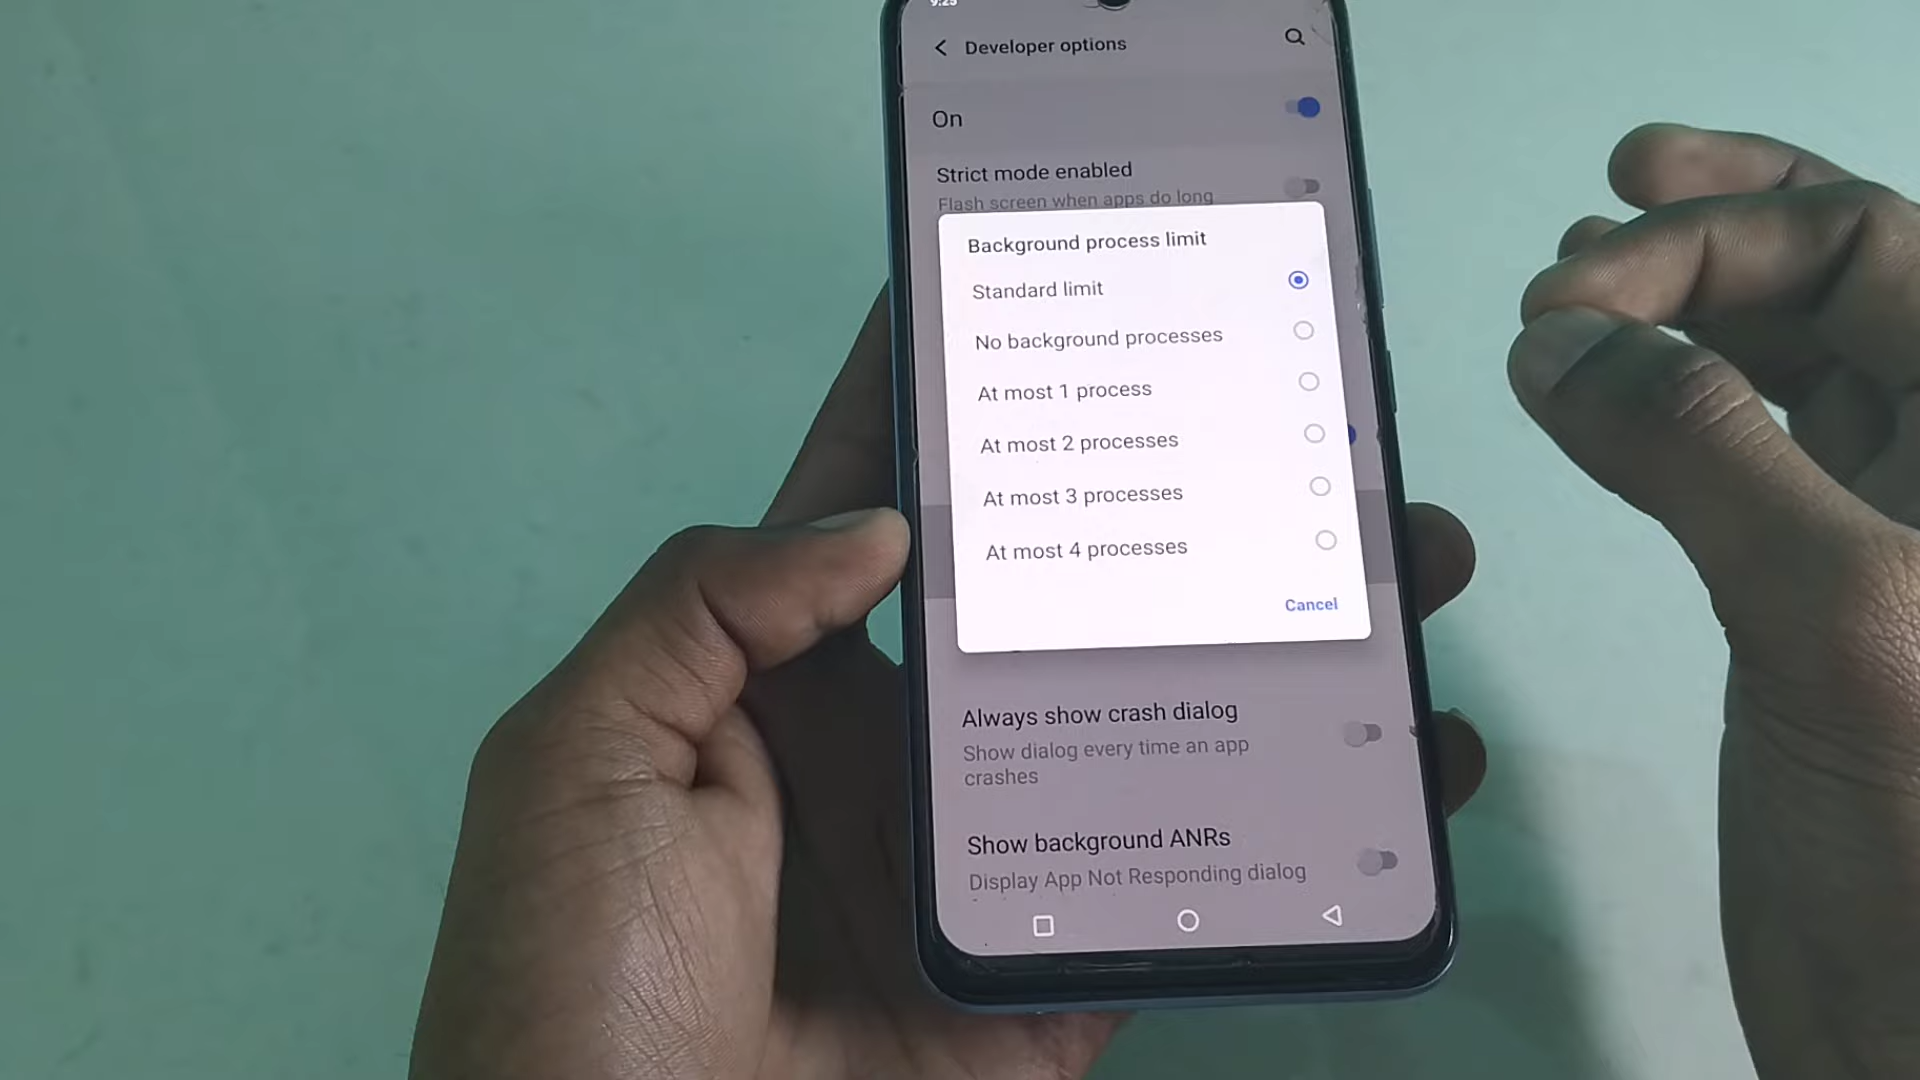 9:25
Developer options
On
Strict mode enabled
Flash screen when apps do long
Background process limit
Standard limit
No background processes
At most 1 process
At most 2 processes
At most 3 processes
At most 4 processes
Cancel
Always show crash dialog
Show dialog every time an app
crashes
Show background ANRs
Display App Not Responding dialog